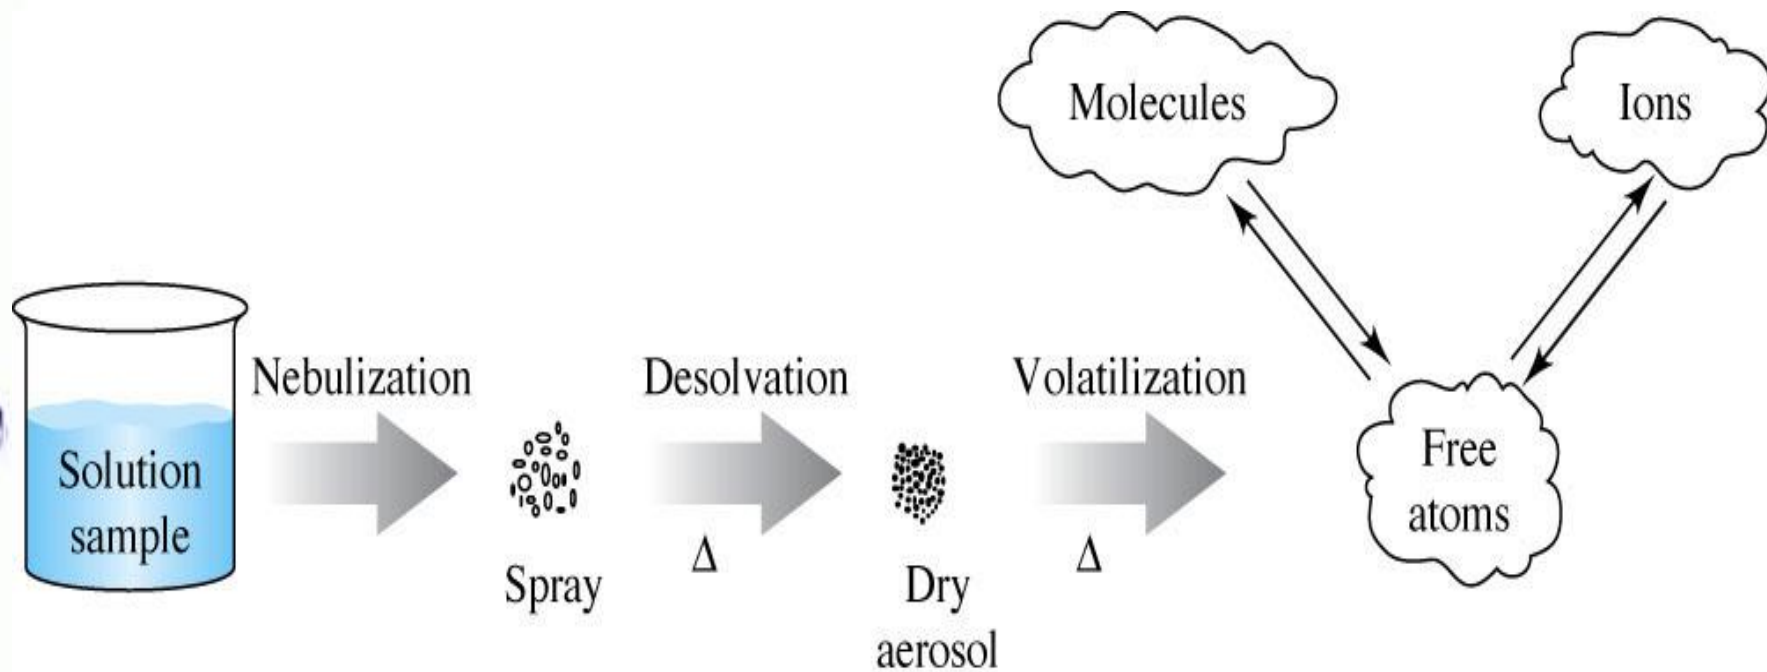 Molecules
Ions
Nebulization
Desolvation
Volatilization
Solution
sample
Free
atoms
Δ
Δ
Spray
Dry
aerosol